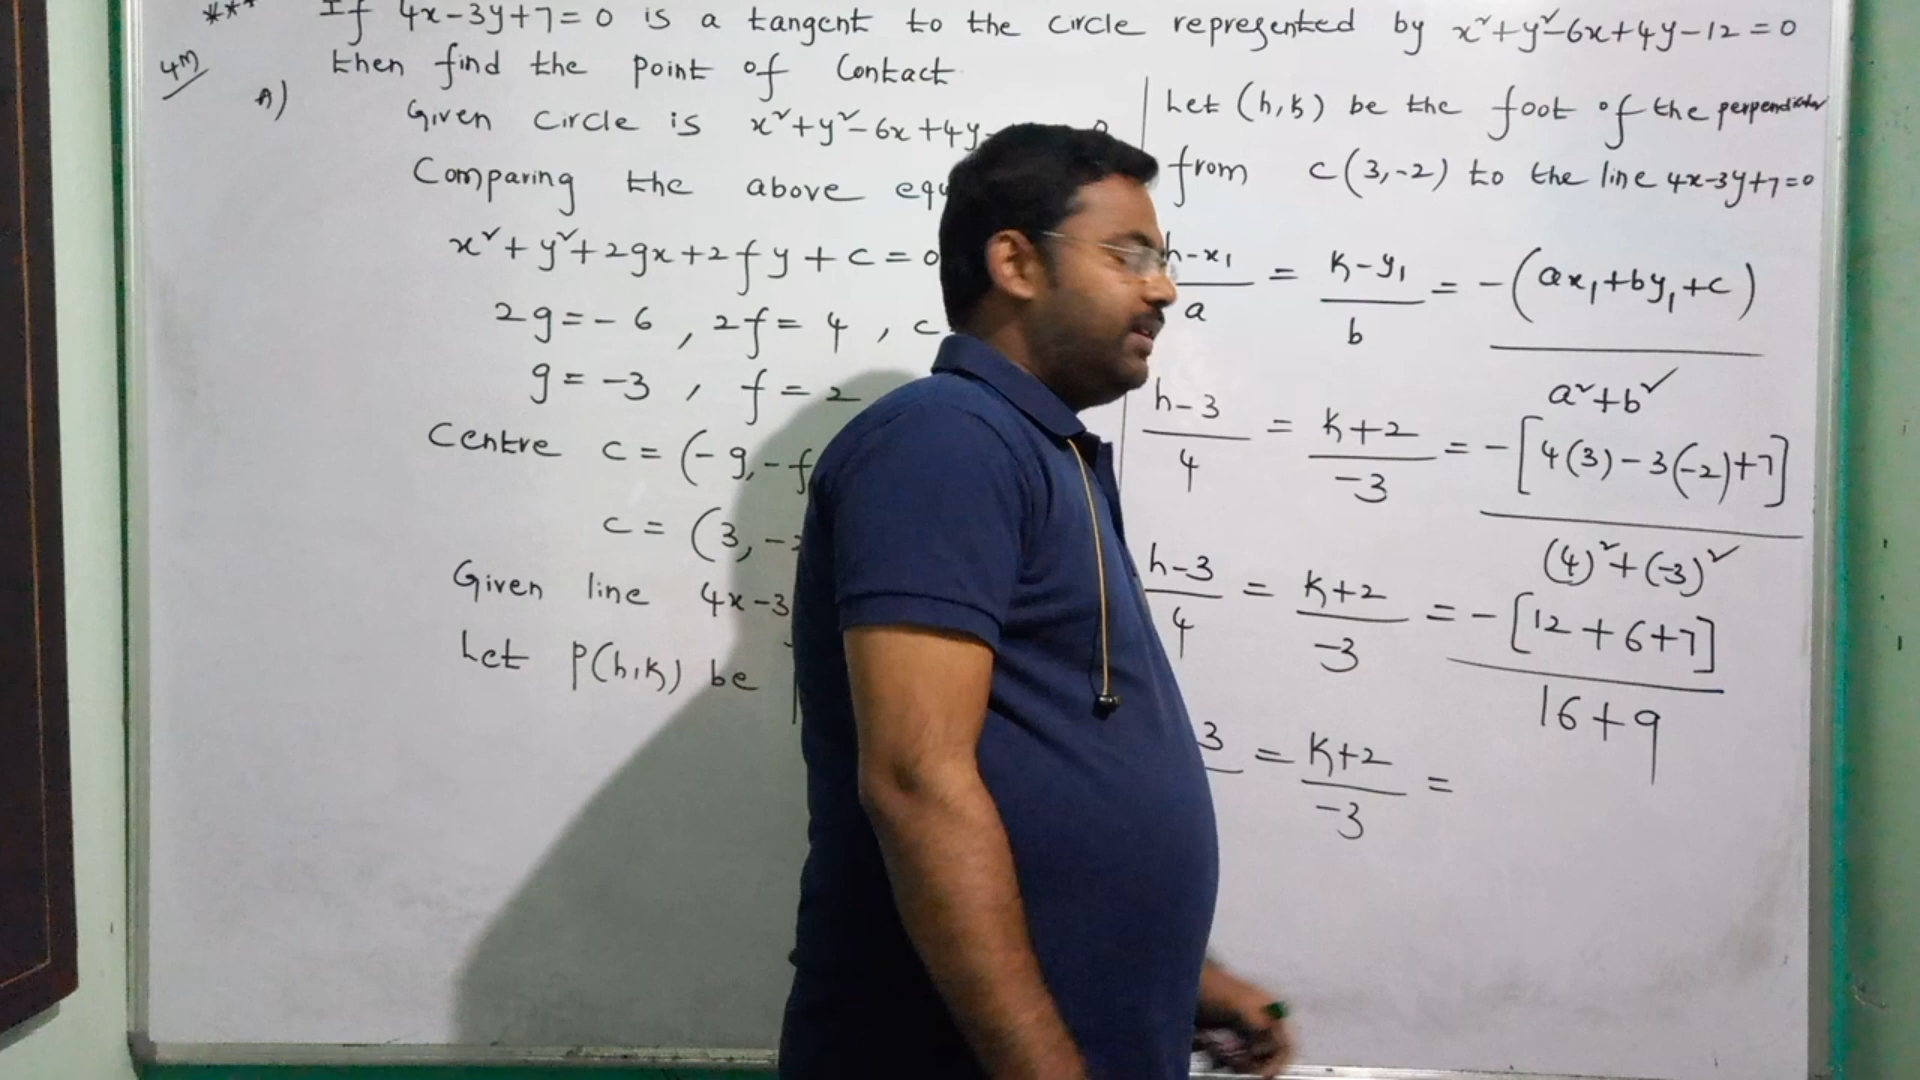 *** If 4x-3y+7=0 is a tangent to the circle represented by x²+y²-6x+4y-12=0
4M then find the point of Contact
A) Given circle is x²+y²-6x+4y
Comparing the above
x²+y²+2gx+2fy+c=0
2g=-6, 2f=4, c
g=-3, f=2
Centre c=(-g,-f
c=(3,-2
Given line 4x-3
Let P(h,k) be
Let (h,k) be the foot of the perpendicular
from c(3,-2) to the line 4x-3y+7=0
h-x₁/a = k-y₁/b = -(ax₁+by₁+c)/a²+b²
h-3/4 = k+2/-3 = -[4(3)-3(-2)+7]/(4)²+(-3)²
h-3/4 = k+2/-3 = -[12+6+7]/16+9
3 = k+2/-3 =